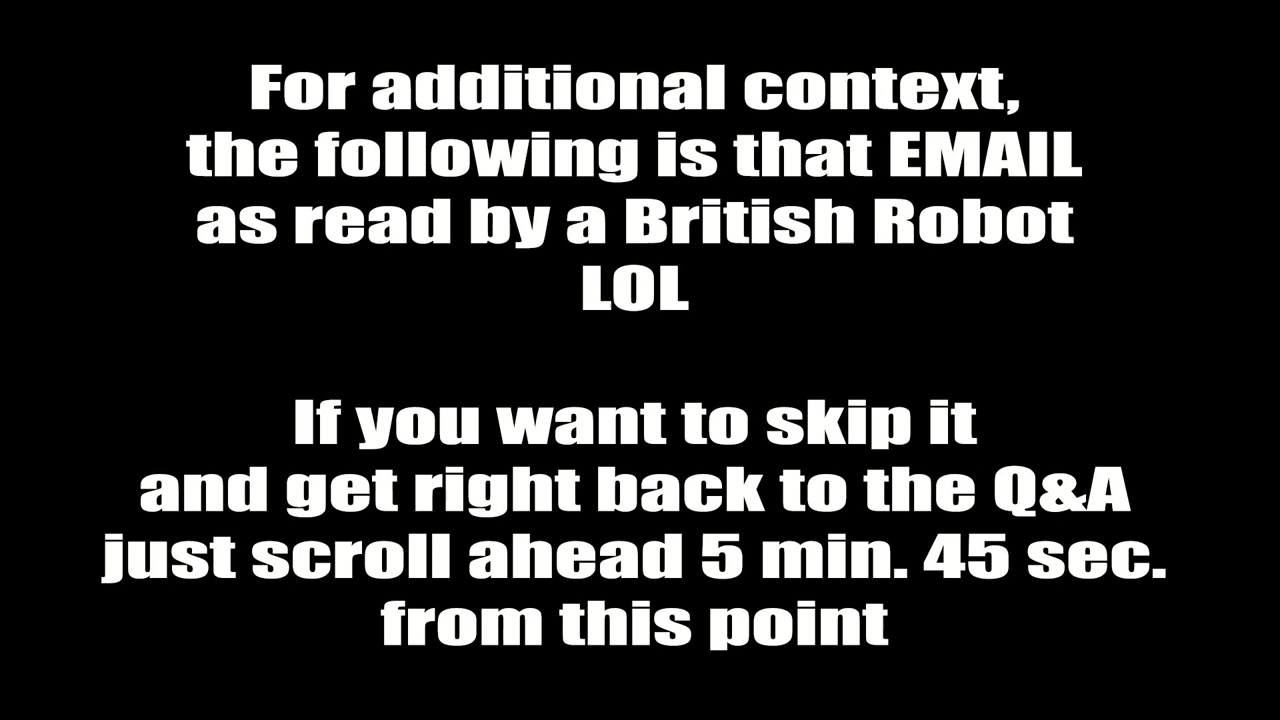 For additional context,
the following is that EMAIL
as read by a British Robot
LOL
If you want to skip it
and get right back to the Q&A
just scroll ahead 5 min. 45 sec.
from this point